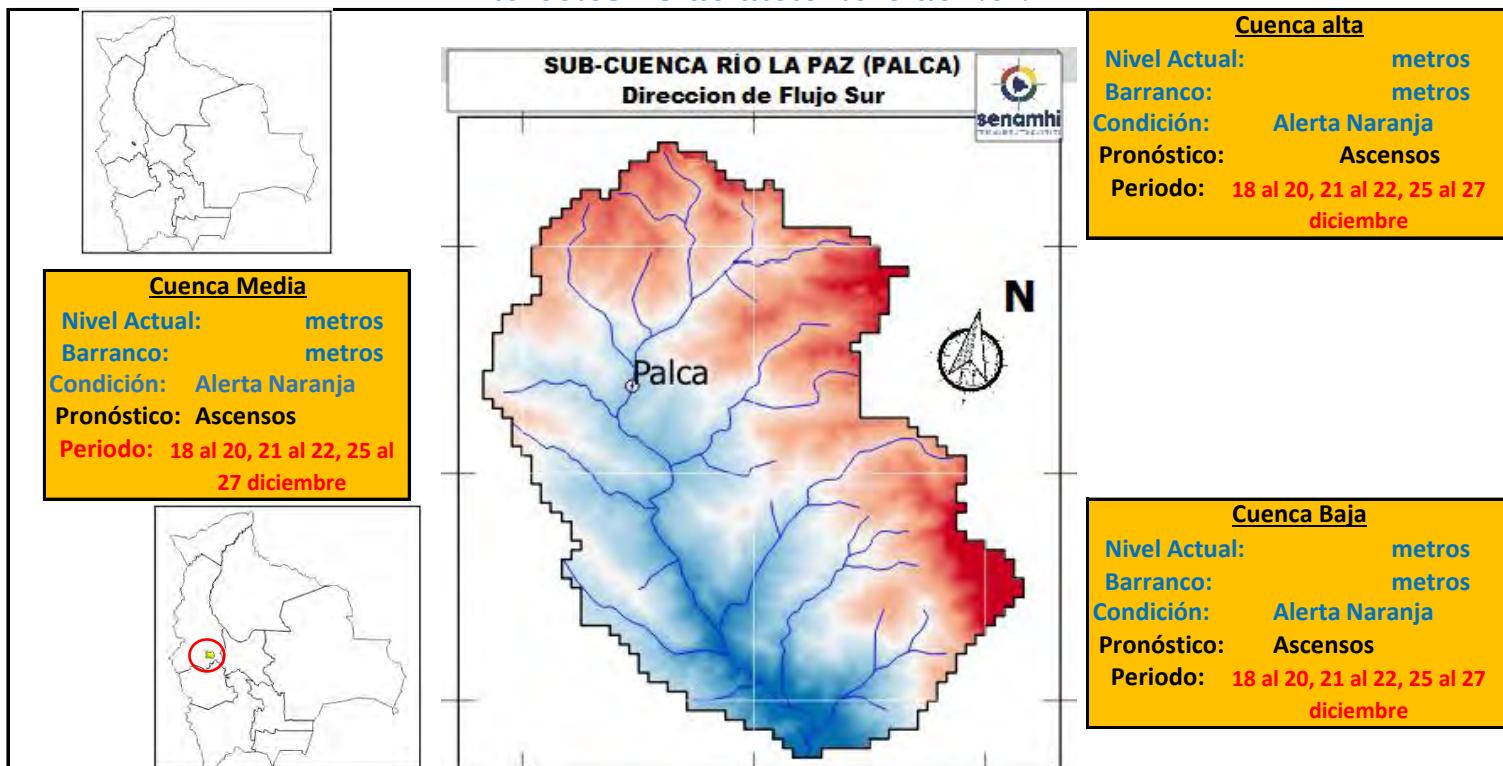 Cuenca alta
Nivel Actual: metros
Barranco: metros
Condición: Alerta Naranja
Pronóstico: Ascensos
Periodo: 18 al 20, 21 al 22, 25 al 27
diciembre
SUB-CUENCA RÍO LA PAZ (PALCA)
Direccion de Flujo Sur
senamhi
N
Palca
Cuenca Media
Nivel Actual: metros
Barranco: metros
Condición: Alerta Naranja
Pronóstico: Ascensos
Periodo: 18 al 20, 21 al 22, 25 al
27 diciembre
Cuenca Baja
Nivel Actual: metros
Barranco: metros
Condición: Alerta Naranja
Pronóstico: Ascensos
Periodo: 18 al 20, 21 al 22, 25 al 27
diciembre